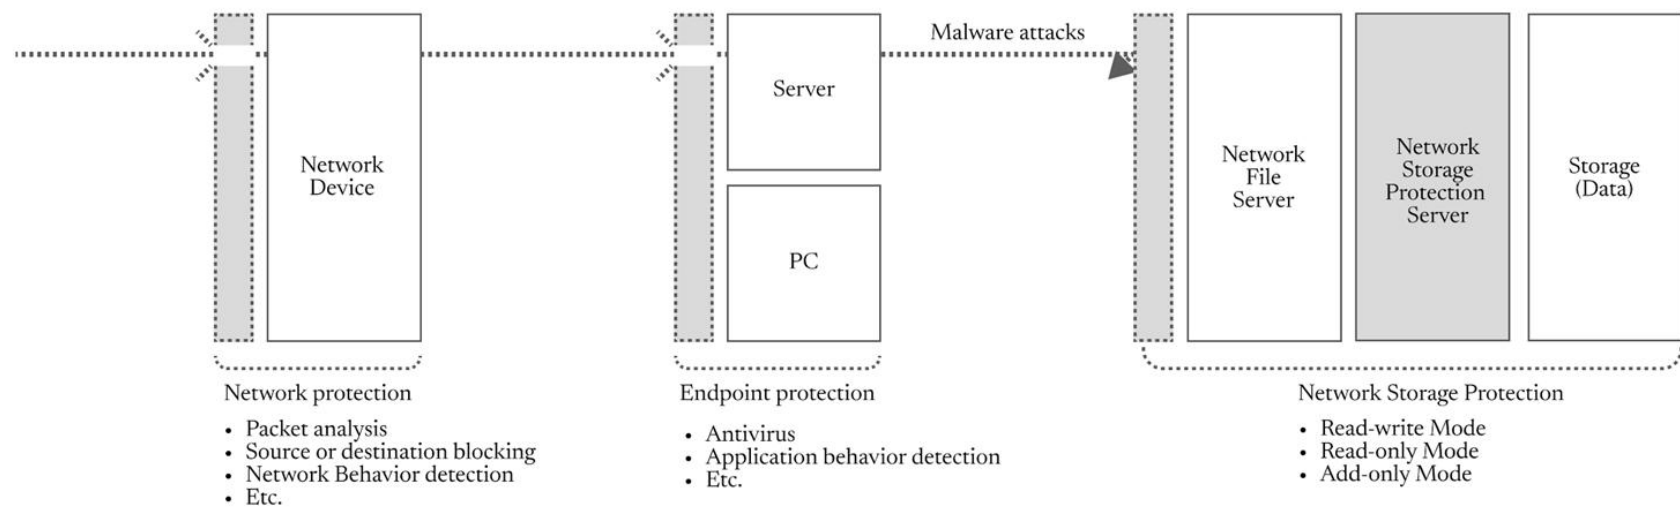 Malware attacks
Network
Device
Server
PC
Network
File
Server
Network
Storage
Protection
Server
Storage
(Data)
Network protection
• Packet analysis
• Source or destination blocking
• Network Behavior detection
• Etc.
Endpoint protection
• Antivirus
• Application behavior detection
• Etc.
Network Storage Protection
• Read-write Mode
• Read-only Mode
• Add-only Mode